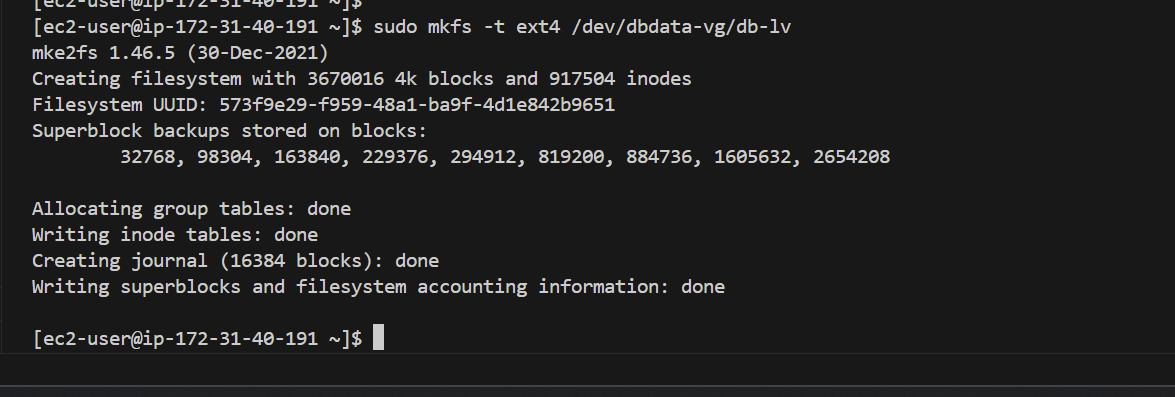 [ec2-user@ip-172-31-40-191 ~]$
[ec2-user@ip-172-31-40-191 ~]$ sudo mkfs -t ext4 /dev/dbdata-vg/db-lv
mke2fs 1.46.5 (30-Dec-2021)
Creating filesystem with 3670016 4k blocks and 917504 inodes
Filesystem UUID: 573f9e29-f959-48a1-ba9f-4d1e842b9651
Superblock backups stored on blocks:
32768, 98304, 163840, 229376, 294912, 819200, 884736, 1605632, 2654208
Allocating group tables: done
Writing inode tables: done
Creating journal (16384 blocks): done
Writing superblocks and filesystem accounting information: done
[ec2-user@ip-172-31-40-191 ~]$